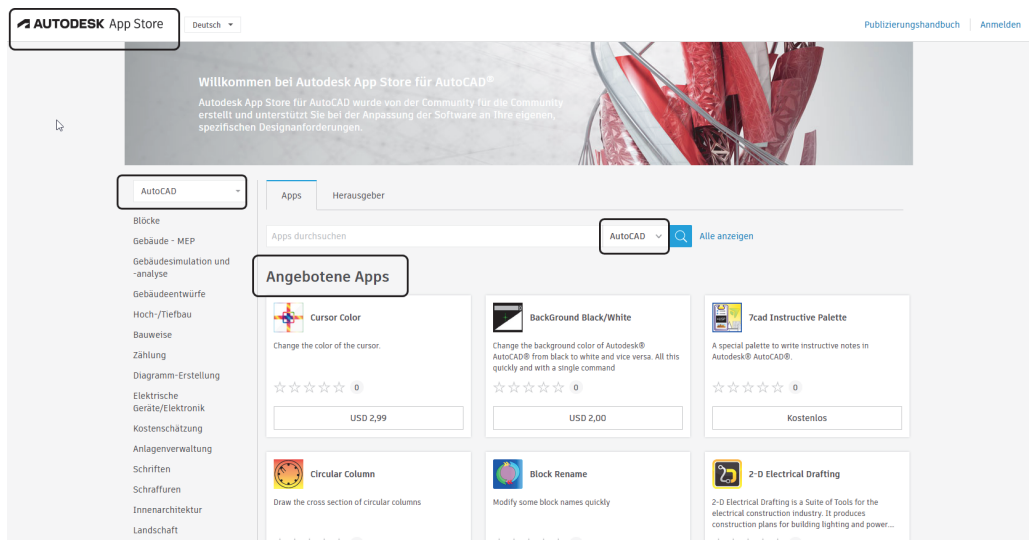 AUTODESK App Store
Deutsch
Publizierungshandbuch
Anmelden
Willkommen bei Autodesk App Store für AutoCAD®
Autodesk App Store für AutoCAD wurde von der Community für die Community
erstellt und unterstützt Sie bei der Anpassung der Software an Ihre eigenen,
spezifischen Designanforderungen.
AutoCAD
Blöcke
Gebäude - MEP
Gebäudesimulation und
-analyse
Gebäudeentwürfe
Hoch-/Tiefbau
Bauweise
Zählung
Diagramm-Erstellung
Elektrische
Geräte/Elektronik
Kostenschätzung
Anlagenverwaltung
Schriften
Schraffuren
Innenarchitektur
Landschaft
Apps
Herausgeber
Apps durchsuchen
AutoCAD
Alle anzeigen
Angebotene Apps
Cursor Color
Change the color of the cursor.
0
USD 2,99
BackGround Black/White
Change the background color of Autodesk®
AutoCAD® from black to white and vice versa. All this
quickly and with a single command
0
USD 2,00
7cad Instructive Palette
A special palette to write instructive notes in
Autodesk® AutoCAD®.
0
Kostenlos
Circular Column
Draw the cross section of circular columns
Block Rename
Modify some block names quickly
2-D Electrical Drafting
2-D Electrical Drafting is a Suite of Tools for the
electrical construction industry. It produces
construction plans for building lighting and power...